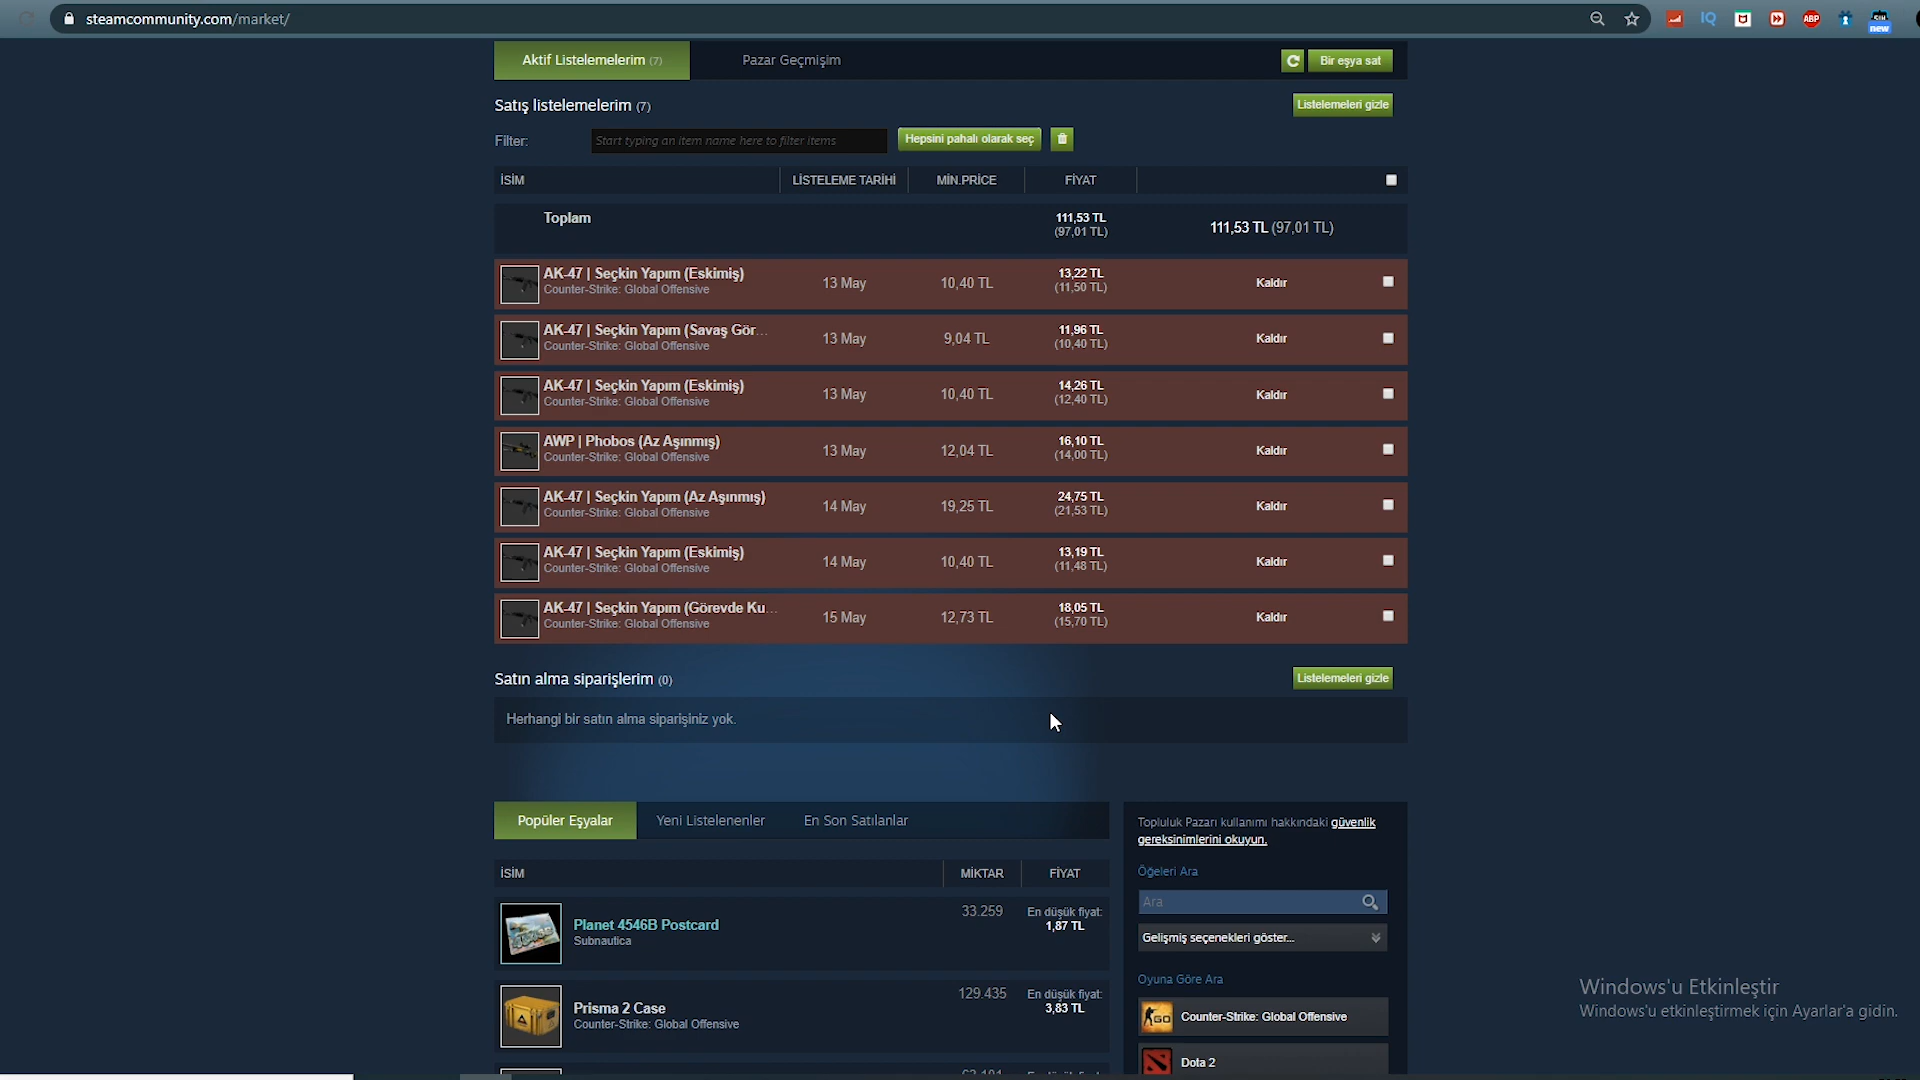 steamcommunity.com/market/
ABP
new
Aktif Listelemelerim (7)
Pazar Geçmişim
Bir eşya sat
Satış listelemelerim (7)
Listelemeleri gizle
Filter:
Start typing an item name here to filter items
Hepsini pahalı olarak seç
İSİM
LİSTELEME TARİHİ
MİN.PRİCE
FİYAT
Toplam
111,53 TL
(97,01 TL)
111,53 TL (97,01 TL)
AK-47 | Seçkin Yapım (Eskimiş)
Counter-Strike: Global Offensive
13 May
10,40 TL
13,22 TL
(11,50 TL)
Kaldır
AK-47 | Seçkin Yapım (Savaş Gör...
Counter-Strike: Global Offensive
13 May
9,04 TL
11,96 TL
(10,40 TL)
Kaldır
AK-47 | Seçkin Yapım (Eskimiş)
Counter-Strike: Global Offensive
13 May
10,40 TL
14,26 TL
(12,40 TL)
Kaldır
AWP | Phobos (Az Aşınmış)
Counter-Strike: Global Offensive
13 May
12,04 TL
16,10 TL
(14,00 TL)
Kaldır
AK-47 | Seçkin Yapım (Az Aşınmış)
Counter-Strike: Global Offensive
14 May
19,25 TL
24,75 TL
(21,53 TL)
Kaldır
AK-47 | Seçkin Yapım (Eskimiş)
Counter-Strike: Global Offensive
14 May
10,40 TL
13,19 TL
(11,48 TL)
Kaldır
AK-47 | Seçkin Yapım (Görevde Ku...
Counter-Strike: Global Offensive
15 May
12,73 TL
18,05 TL
(15,70 TL)
Kaldır
Satın alma siparişlerim (0)
Listelemeleri gizle
Herhangi bir satın alma siparişiniz yok.
Popüler Eşyalar
Yeni Listelenenler
En Son Satılanlar
İSİM
MİKTAR
FİYAT
Planet 4546B Postcard
Subnautica
33.259
En düşük fiyat:
1,87 TL
Prisma 2 Case
Counter-Strike: Global Offensive
129.435
En düşük fiyat:
3,83 TL
Topluluk Pazarı kullanımı hakkındaki güvenlik
gereksinimlerini okuyun.
Öğeleri Ara
Ara
Gelişmiş seçenekleri göster...
Oyuna Göre Ara
GO
Counter-Strike: Global Offensive
Dota 2
Windows'u Etkinleştir
Windows'u etkinleştirmek için Ayarlar'a gidin.